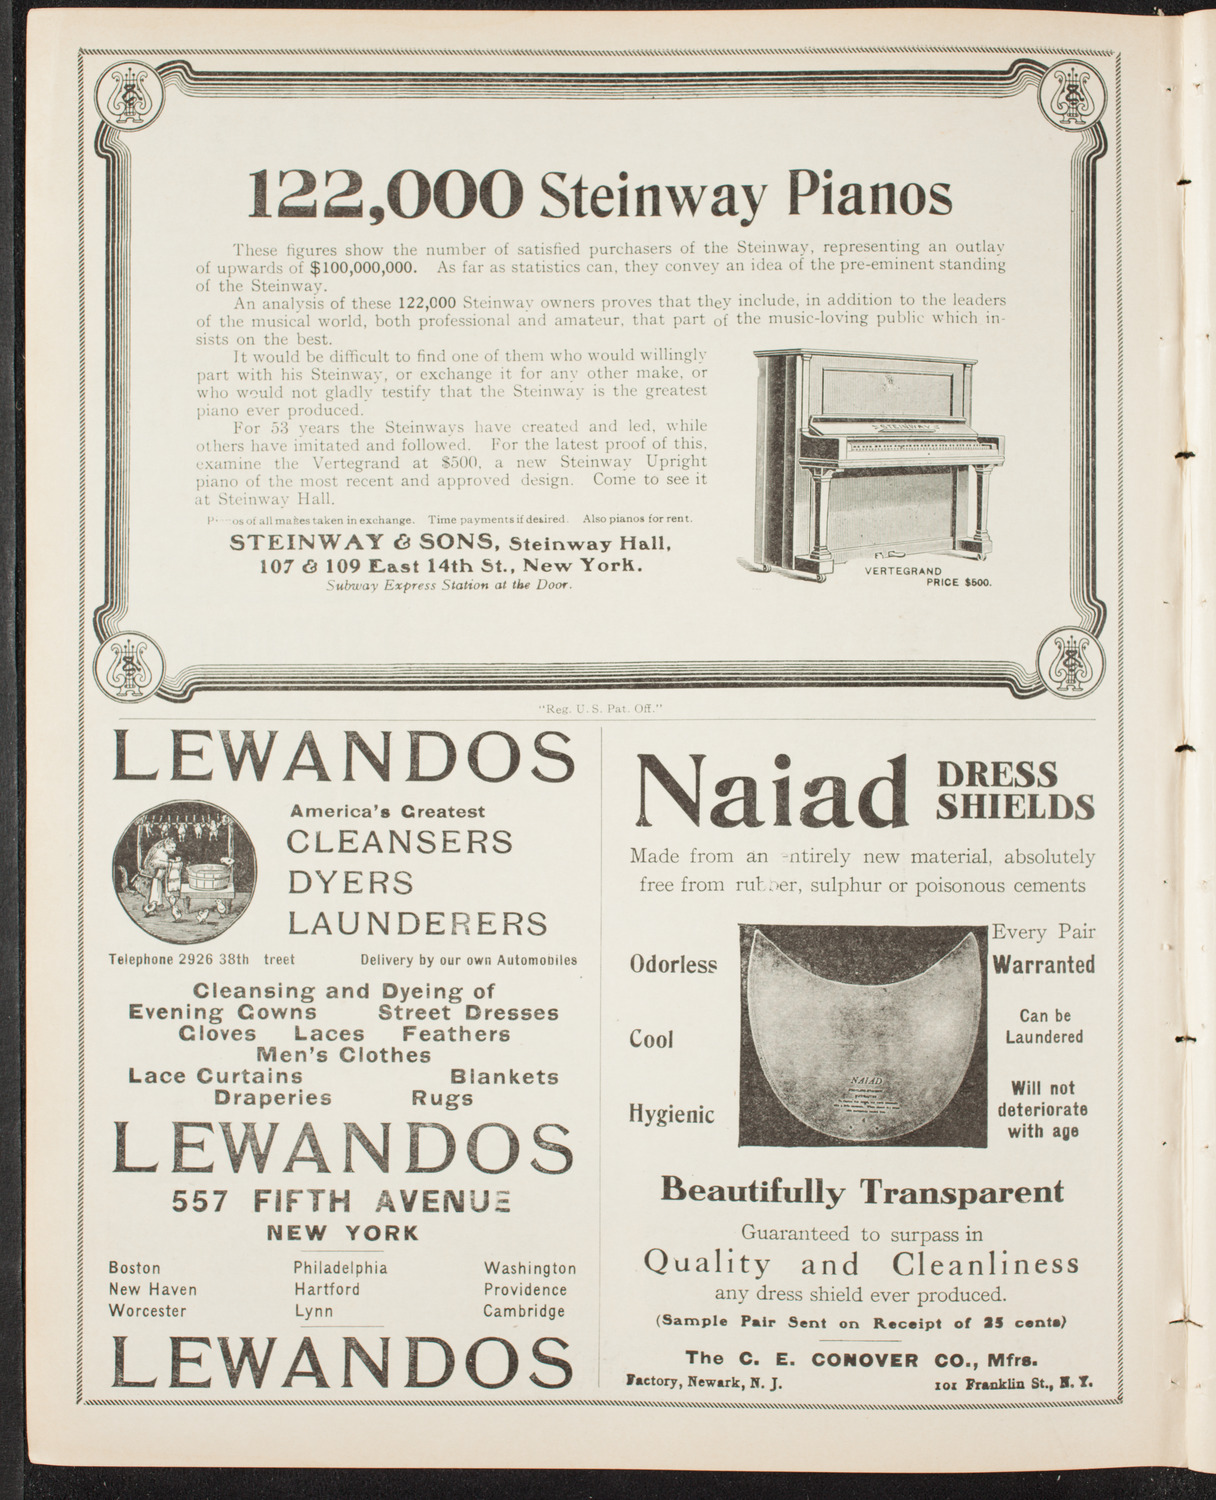 122,000 Steinway Pianos
These figures show the number of satisfied purchasers of the Steinway, representing an outlay
of upwards of $100,000,000. As far as statistics can, they convey an idea of the pre-eminent standing
of the Steinway.
An analysis of these 122,000 Steinway owners proves that they include, in addition to the leaders
of the musical world, both professional and amateur, that part of the music-loving public which in-
sists on the best.
It would be difficult to find one of them who would willingly
part with his Steinway, or exchange it for any other make, or
who would not gladly testify that the Steinway is the greatest
piano ever produced.
For 53 years the Steinways have created and led, while
others have imitated and followed. For the latest proof of this,
examine the Vertegrand at $500, a new Steinway Upright
piano of the most recent and approved design. Come to see it
at Steinway Hall.
P os of all makes taken in exchange. Time payments if desired. Also pianos for rent.
STEINWAY & SONS, Steinway Hall,
107 & 109 East 14th St., New York.
Subway Express Station at the Door.
STEINWAY
VERTEGRAND
PRICE $500.
"Reg. U.S. Pat. Off."
LEWANDOS
America's Greatest
CLEANSERS
DYERS
LAUNDERERS
Telephone 2926 38th treet Delivery by our own Automobiles
Cleansing and Dyeing of
Evening Gowns Street Dresses
Gloves Laces Feathers
Men's Clothes
Lace Curtains Blankets
Draperies Rugs
LEWANDOS
557 FIFTH AVENUE
NEW YORK
Boston Philadelphia Washington
New Haven Hartford Providence
Worcester Lynn Cambridge
LEWANDOS
Naiad DRESS
SHIELDS
Made from an entirely new material, absolutely
free from rubber, sulphur or poisonous cements
Every Pair
Odorless Warranted
Can be
Cool Laundered
Will not
Hygienic deteriorate
with age
NAIAD
Beautifully Transparent
Guaranteed to surpass in
Quality and Cleanliness
any dress shield ever produced.
(Sample Pair Sent on Receipt of 25 cents)
The C. E. CONOVER CO., Mfrs.
Factory, Newark, N. J. 101 Franklin St., N. Y.